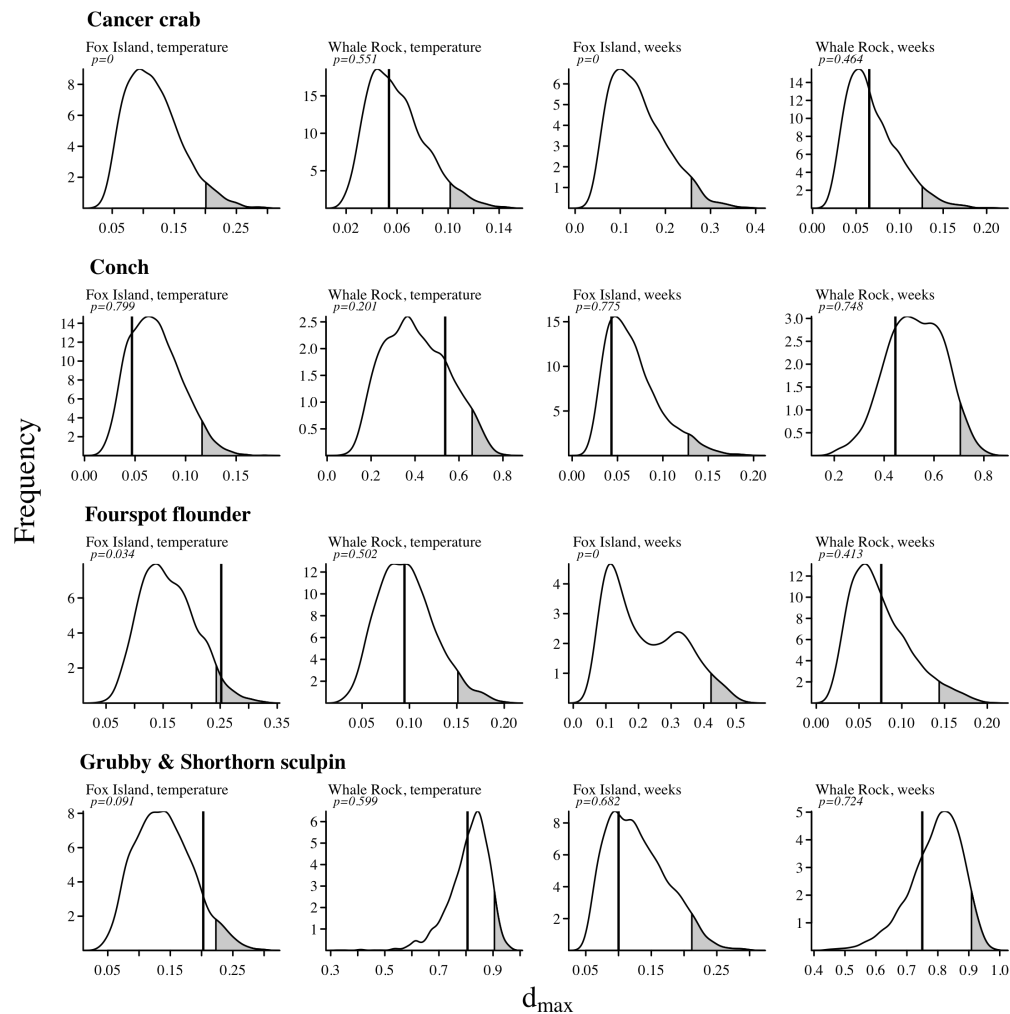 Cancer crab
Fox Island, temperature
Whale Rock, temperature
Fox Island, weeks
Whale Rock, weeks
p=0
p=0.551
p=0
p=0.464
8
6
4
2
15
10
5
6
5
4
3
2
1
14
12
10
8
6
4
2
0.05 0.15 0.25
0.02 0.06 0.10 0.14
0.0 0.1 0.2 0.3 0.4
0.00 0.05 0.10 0.15 0.20
Conch
Fox Island, temperature
Whale Rock, temperature
Fox Island, weeks
Whale Rock, weeks
p=0.799
p=0.201
p=0.775
p=0.748
14
12
10
8
6
4
2
2.5
2.0
1.5
1.0
0.5
15
10
5
3.0
2.5
2.0
1.5
1.0
0.5
0.00 0.05 0.10 0.15
0.0 0.2 0.4 0.6 0.8
0.00 0.05 0.10 0.15 0.20
0.2 0.4 0.6 0.8
Frequency
Fourspot flounder
Fox Island, temperature
Whale Rock, temperature
Fox Island, weeks
Whale Rock, weeks
p=0.034
p=0.502
p=0
p=0.413
6
4
2
12
10
8
6
4
2
4
3
2
1
12
10
8
6
4
2
0.05 0.15 0.25 0.35
0.05 0.10 0.15 0.20
0.0 0.1 0.2 0.3 0.4 0.5
0.00 0.05 0.10 0.15 0.20
Grubby & Shorthorn sculpin
Fox Island, temperature
Whale Rock, temperature
Fox Island, weeks
Whale Rock, weeks
p=0.091
p=0.599
p=0.682
p=0.724
8
6
4
2
6
5
4
3
2
1
8
6
4
2
5
4
3
2
1
0.05 0.15 0.25
0.3 0.5 0.7 0.9
0.05 0.15 0.25
0.4 0.5 0.6 0.7 0.8 0.9 1.0
dmax